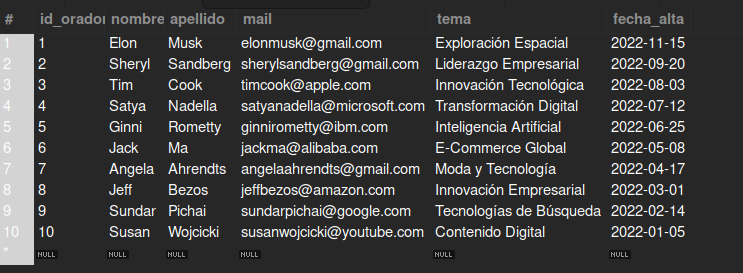 # id_orador nombre apellido mail tema fecha_alta
1 1 Elon Musk elonmusk@gmail.com Exploración Espacial 2022-11-15
2 2 Sheryl Sandberg sherylsandberg@gmail.com Liderazgo Empresarial 2022-09-20
3 3 Tim Cook timcook@apple.com Innovación Tecnológica 2022-08-03
4 4 Satya Nadella satyanadella@microsoft.com Transformación Digital 2022-07-12
5 5 Ginni Rometty ginnirometty@ibm.com Inteligencia Artificial 2022-06-25
6 6 Jack Ma jackma@alibaba.com E-Commerce Global 2022-05-08
7 7 Angela Ahrendts angelaahrendts@gmail.com Moda y Tecnología 2022-04-17
8 8 Jeff Bezos jeffbezos@amazon.com Innovación Empresarial 2022-03-01
9 9 Sundar Pichai sundarpichai@google.com Tecnologías de Búsqueda 2022-02-14
10 10 Susan Wojcicki susanwojcicki@youtube.com Contenido Digital 2022-01-05
* NULL NULL NULL NULL NULL NULL